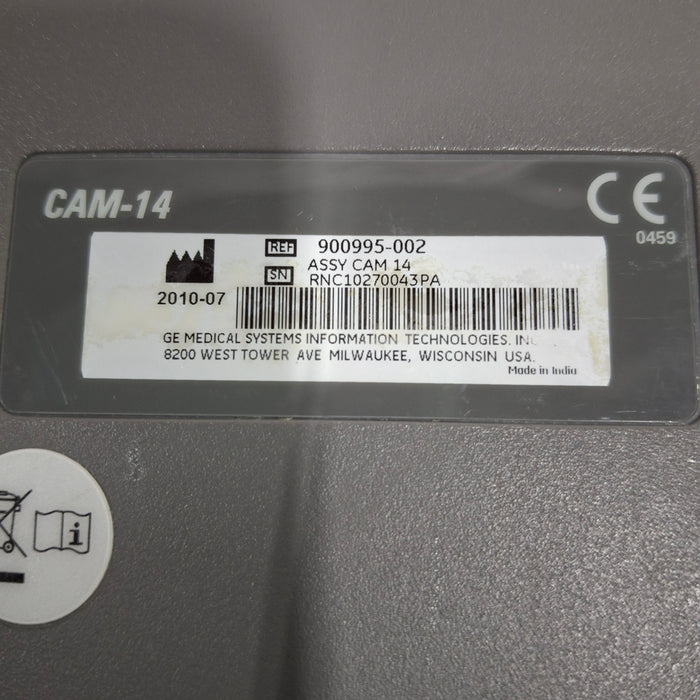 CAM-14
CE
0459
REF 900995-002
ASSY CAM 14
SN RNC10270043PA
2010-07
GE MEDICAL SYSTEMS INFORMATION TECHNOLOGIES. INC
8200 WEST TOWER AVE MILWAUKEE, WISCONSIN USA.
Made in India
i